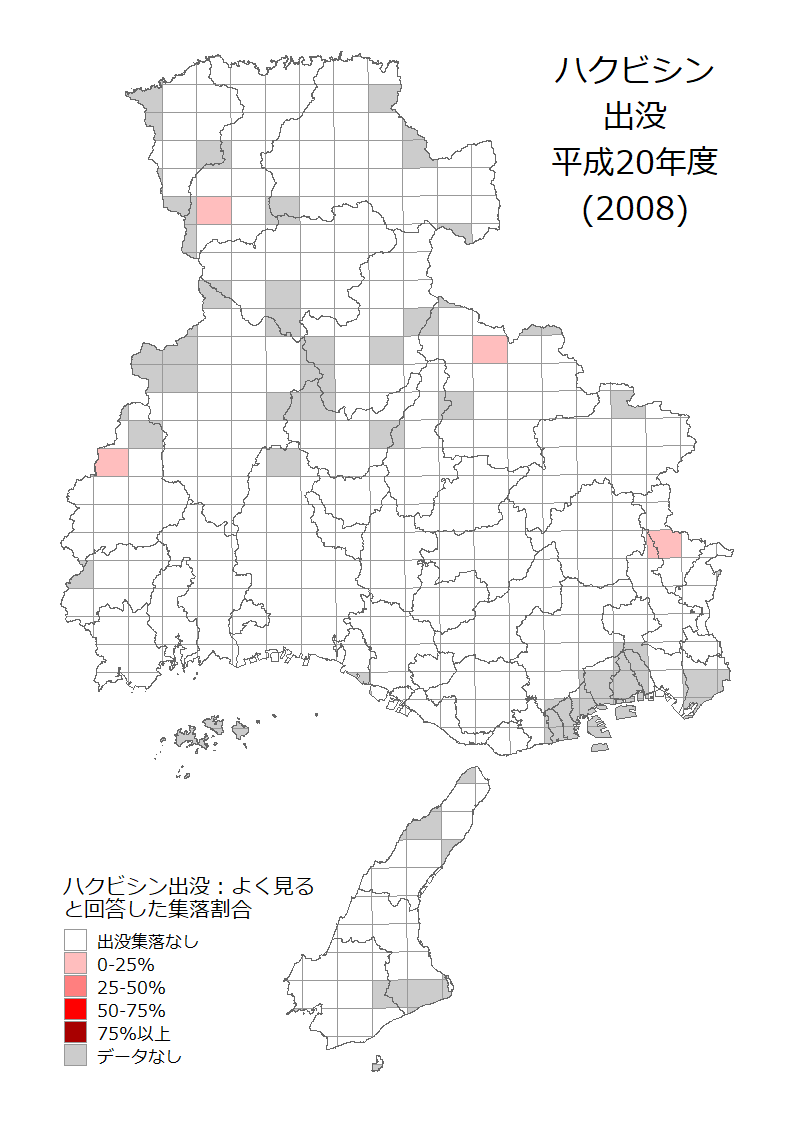 ハクビシン
出没
平成20年度
(2008)
ハクビシン出没：よく見る
と回答した集落割合
出没集落なし
0-25%
25-50%
50-75%
75%以上
データなし